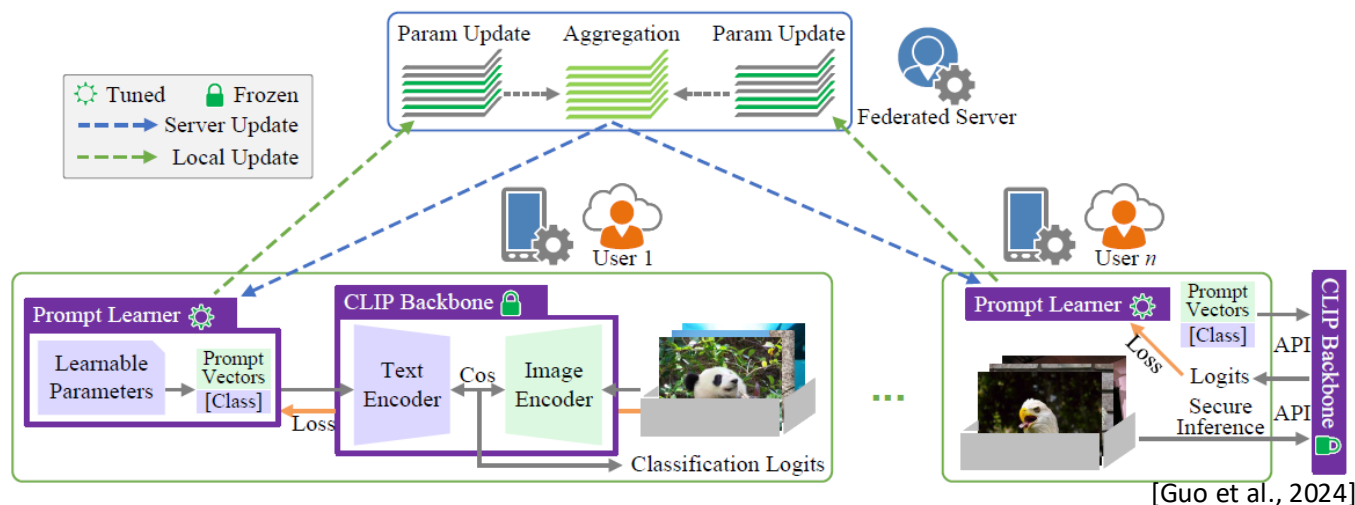 Param Update
Aggregation
Param Update
Federated Server
Tuned
Frozen
Server Update
Local Update
User 1
User n
Prompt Learner
Learnable
Parameters
Prompt
Vectors
[Class]
Loss
CLIP Backbone
Text
Encoder
Cos
Image
Encoder
Classification Logits
...
Prompt Learner
Prompt
Vectors
[Class]
API
Loss
Logits
Secure
Inference
API
CLIP Backbone
[Guo et al., 2024]